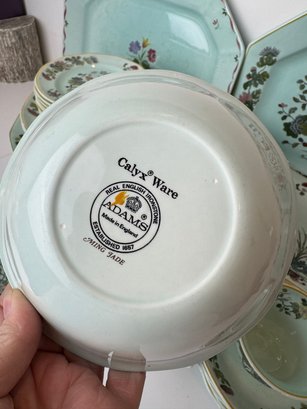 Calyx® Ware
REAL ENGLISH IRONSTONE
ADAMS®
Made in England
ESTABLISHED 1657
MING JADE